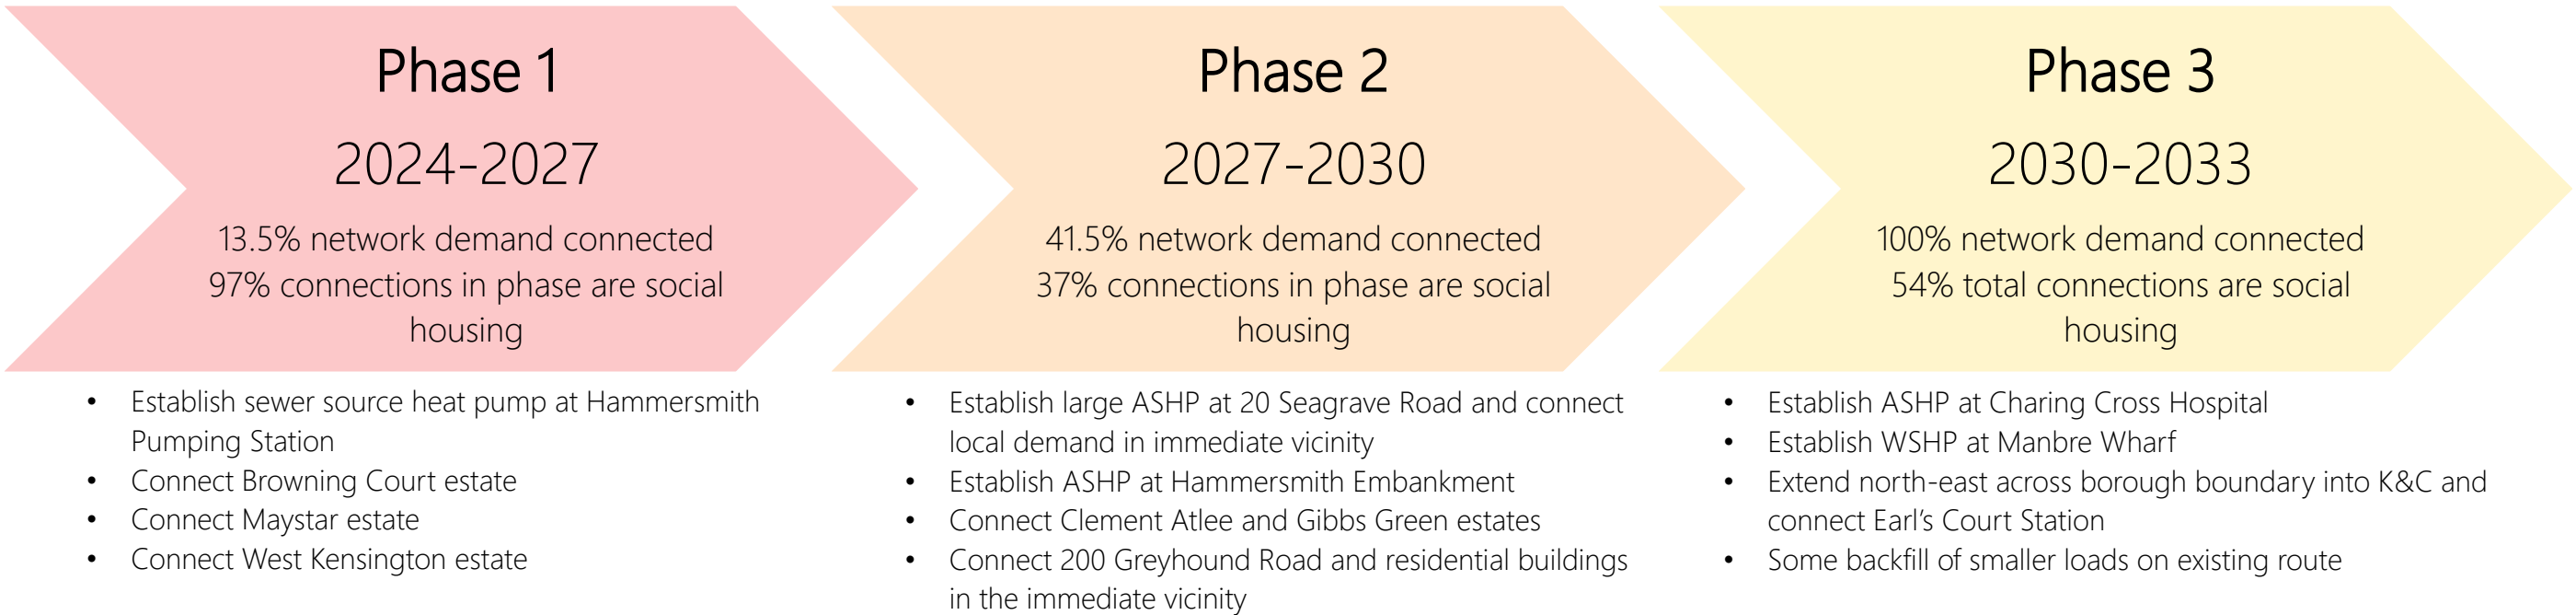 Phase 1
2024-2027
13.5% network demand connected
97% connections in phase are social
housing
• Establish sewer source heat pump at Hammersmith
Pumping Station
• Connect Browning Court estate
• Connect Maystar estate
• Connect West Kensington estate
Phase 2
2027-2030
41.5% network demand connected
37% connections in phase are social
housing
• Establish large ASHP at 20 Seagrave Road and connect
local demand in immediate vicinity
• Establish ASHP at Hammersmith Embankment
• Connect Clement Atlee and Gibbs Green estates
• Connect 200 Greyhound Road and residential buildings
in the immediate vicinity
Phase 3
2030-2033
100% network demand connected
54% total connections are social
housing
• Establish ASHP at Charing Cross Hospital
• Establish WSHP at Manbre Wharf
• Extend north-east across borough boundary into K&C and
connect Earl’s Court Station
• Some backfill of smaller loads on existing route